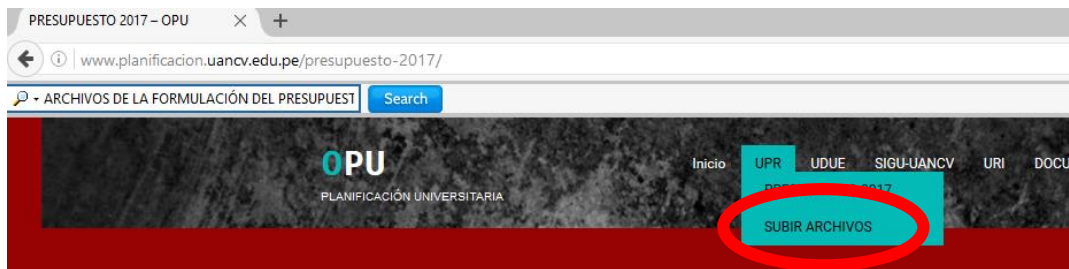 PRESUPUESTO 2017 – OPU
www.planificacion.uancv.edu.pe/presupuesto-2017/
ARCHIVOS DE LA FORMULACIÓN DEL PRESUPUEST Search
OPU
PLANIFICACIÓN UNIVERSITARIA
Inicio UPR UDUE SIGU-UANCV URI DOCU
2017
SUBIR ARCHIVOS